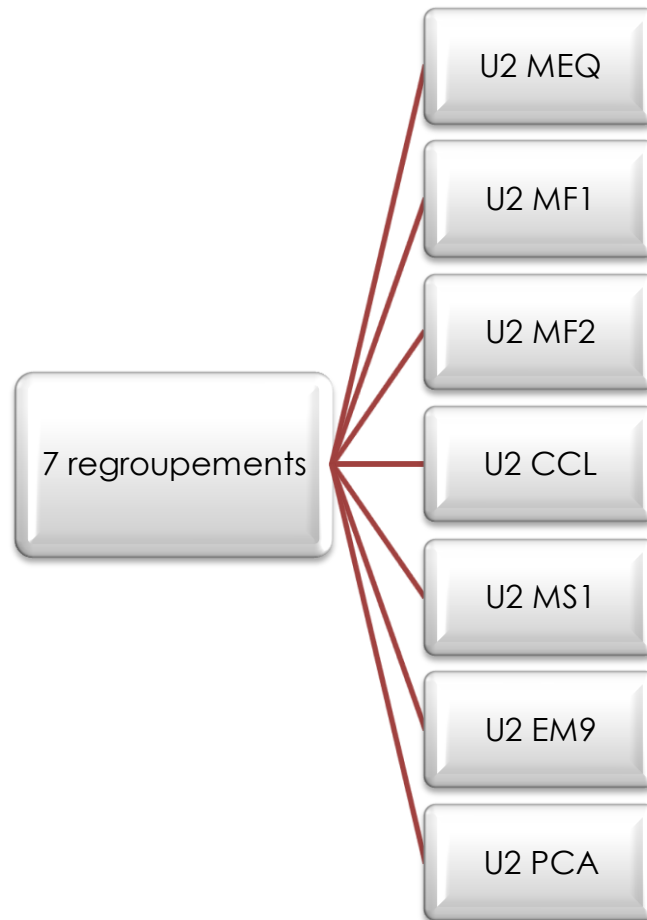 7 regroupements
U2 MEQ
U2 MF1
U2 MF2
U2 CCL
U2 MS1
U2 EM9
U2 PCA